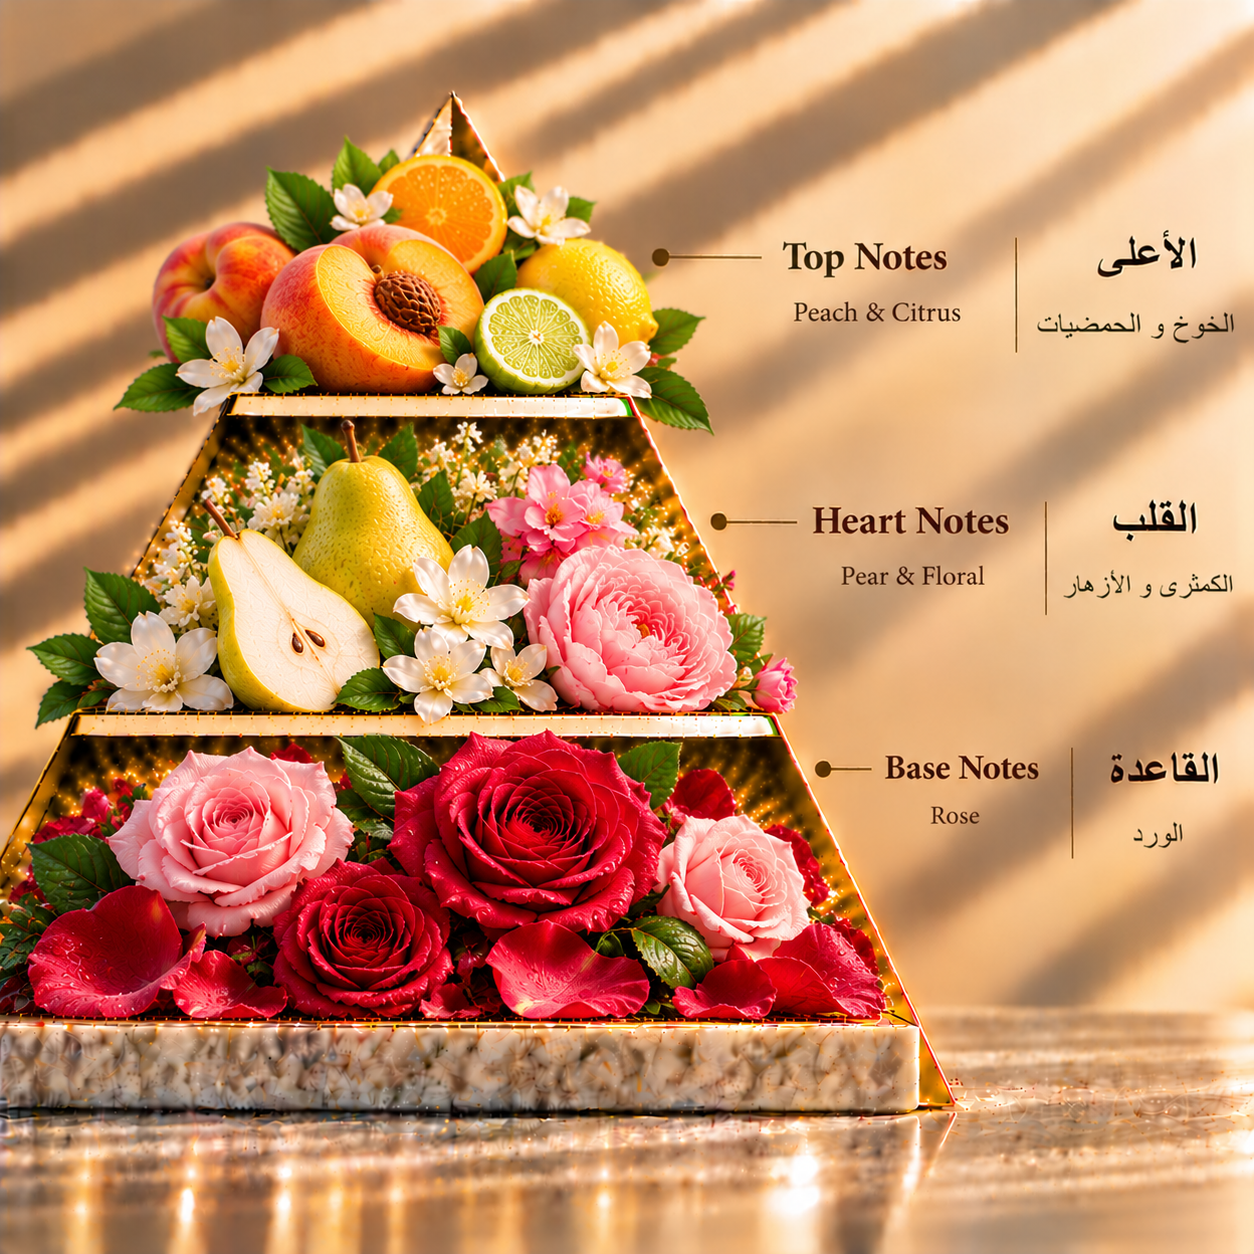 Top Notes
الأعلى
Peach & Citrus
الخوخ و الحمضيات
Heart Notes
القلب
Pear & Floral
الكمثرى و الأزهار
Base Notes
القاعدة
Rose
الورد